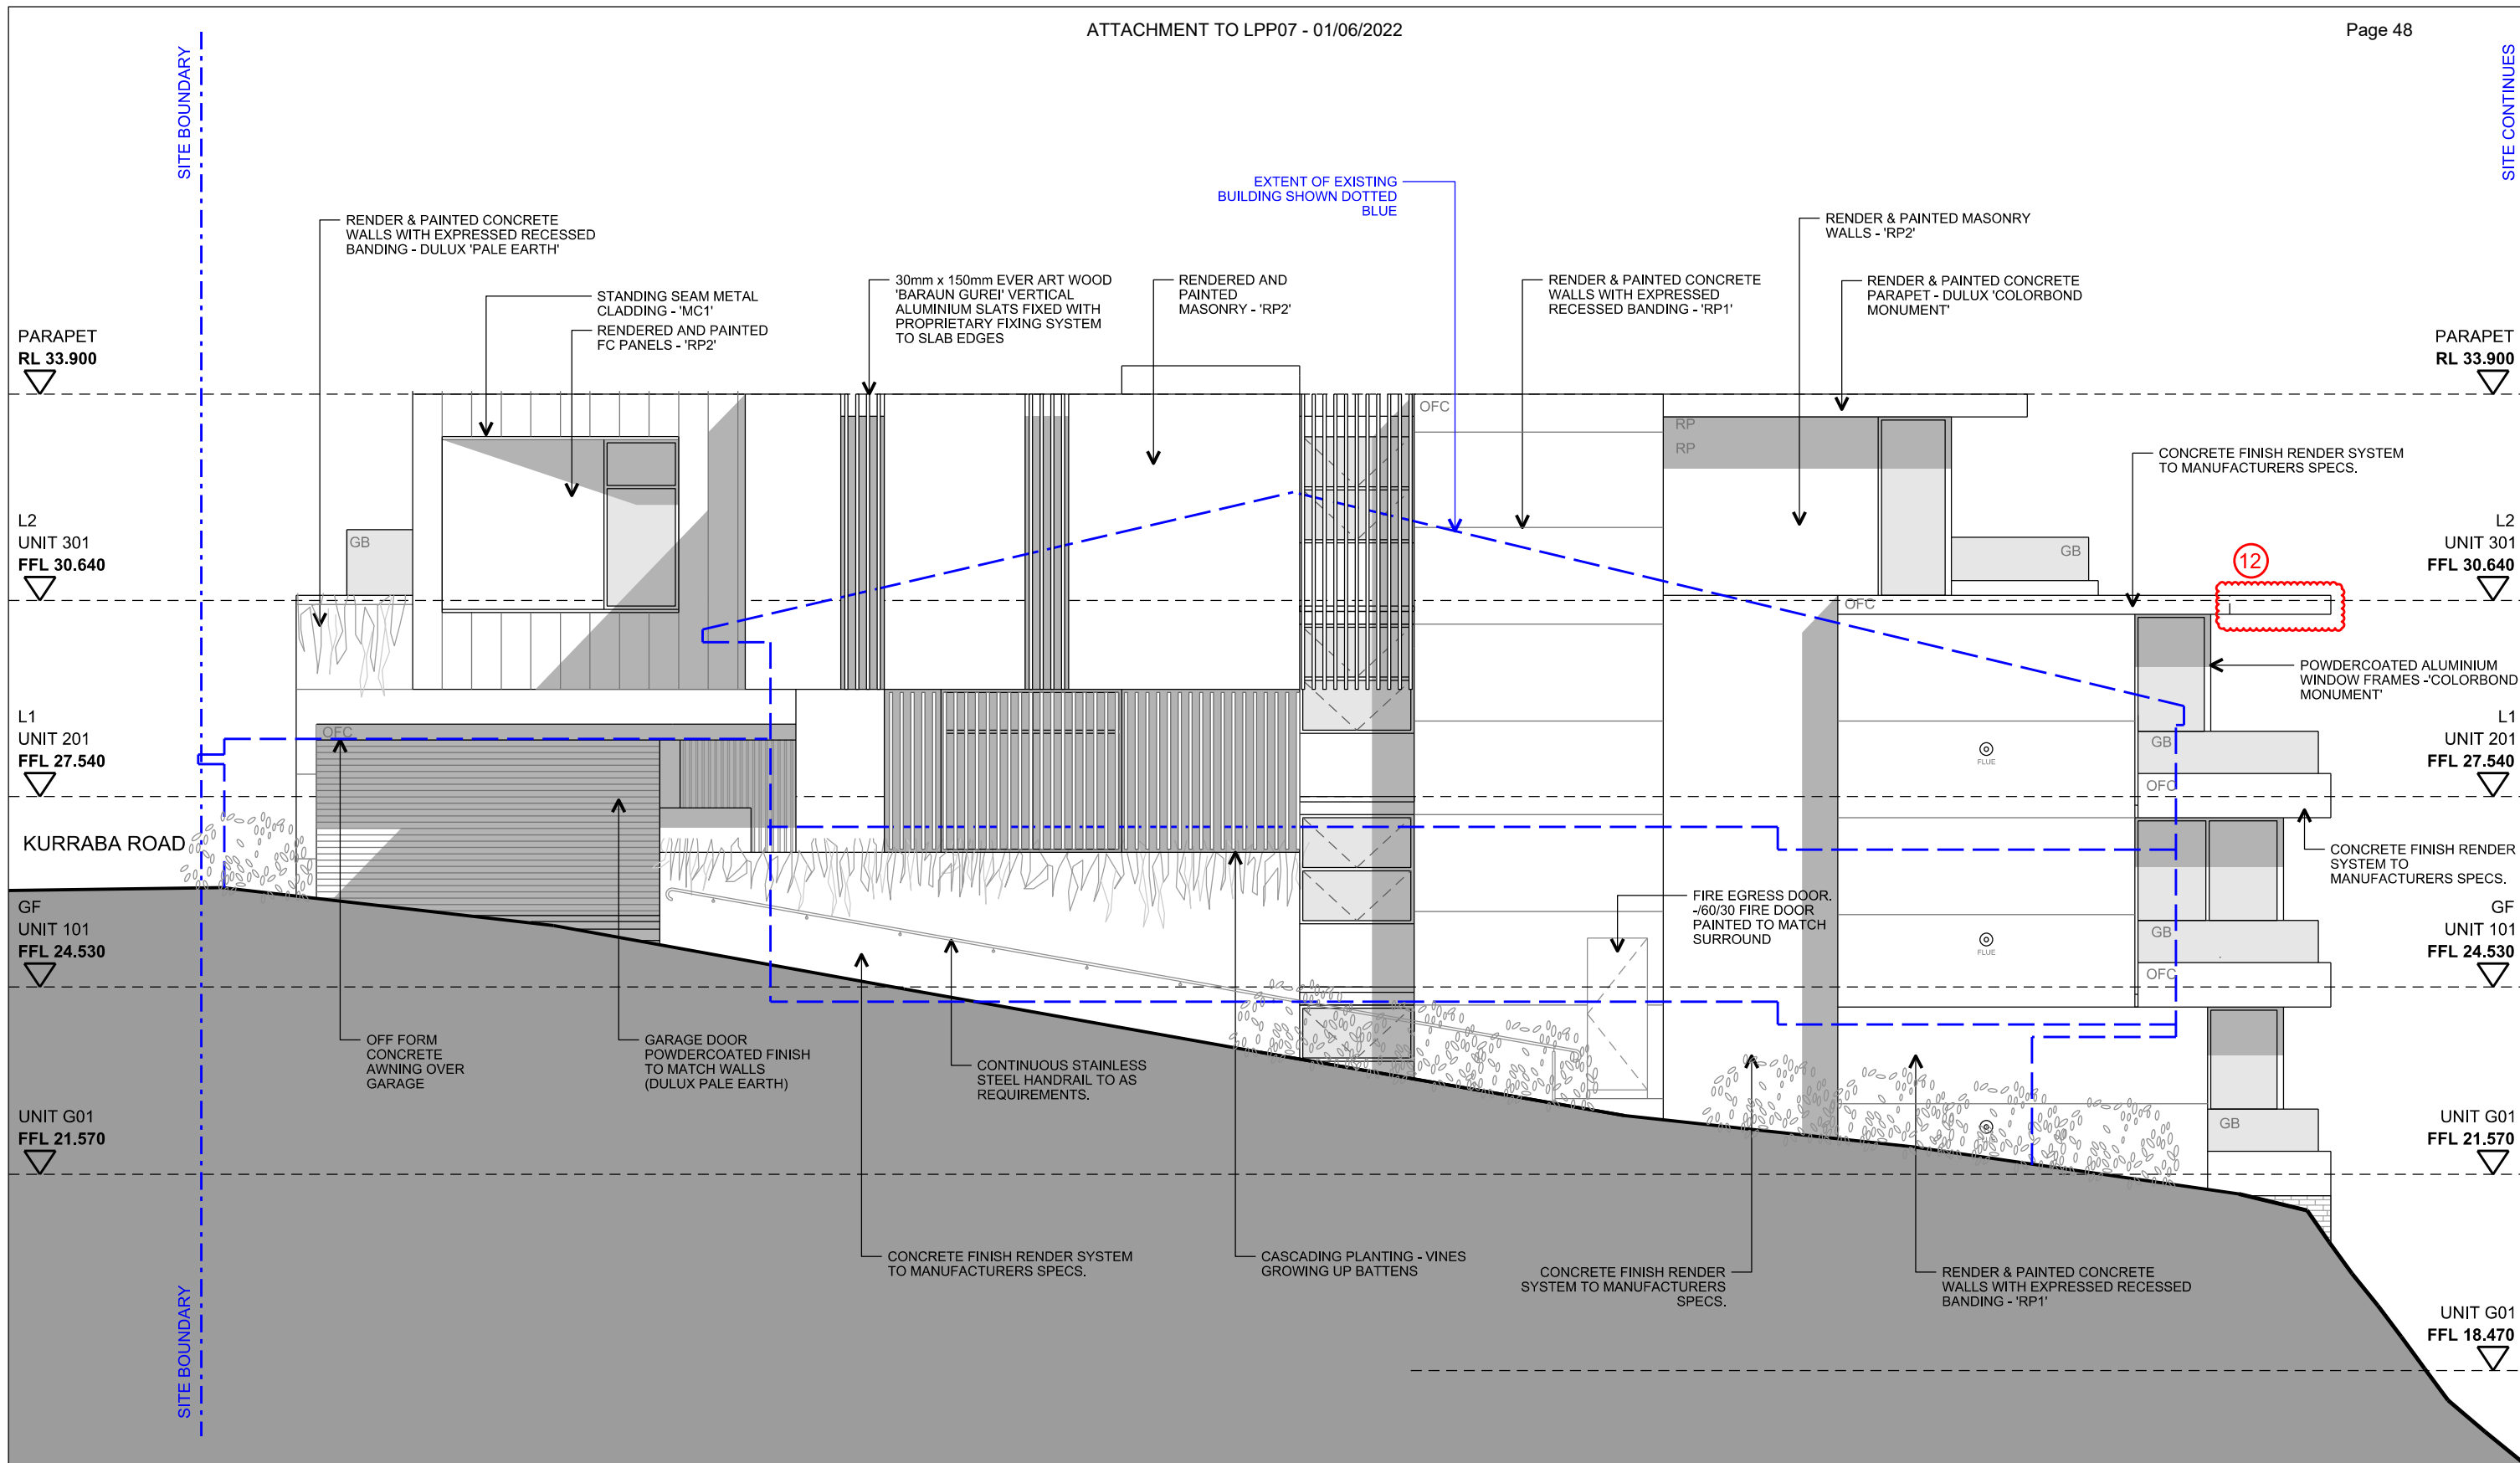 ATTACHMENT TO LPP07 - 01/06/2022
Page 48
SITE BOUNDARY
SITE CONTINUES
EXTENT OF EXISTING
BUILDING SHOWN DOTTED
BLUE
RENDER & PAINTED CONCRETE
WALLS WITH EXPRESSED RECESSED
BANDING - DULUX 'PALE EARTH'
STANDING SEAM METAL
CLADDING - 'MC1'
RENDERED AND PAINTED
FC PANELS - 'RP2'
30mm x 150mm EVER ART WOOD
'BARAUN GUREI' VERTICAL
ALUMINIUM SLATS FIXED WITH
PROPRIETARY FIXING SYSTEM
TO SLAB EDGES
RENDERED AND
PAINTED
MASONRY - 'RP2'
RENDER & PAINTED CONCRETE
WALLS WITH EXPRESSED
RECESSED BANDING - 'RP1'
RENDER & PAINTED MASONRY
WALLS - 'RP2'
RENDER & PAINTED CONCRETE
PARAPET - DULUX 'COLORBOND
MONUMENT'
PARAPET
RL 33.900
PARAPET
RL 33.900
OFC
RP
RP
CONCRETE FINISH RENDER SYSTEM
TO MANUFACTURERS SPECS.
L2
UNIT 301
FFL 30.640
GB
GB
12
L2
UNIT 301
FFL 30.640
OFC
POWDERCOATED ALUMINIUM
WINDOW FRAMES -'COLORBOND
MONUMENT'
L1
UNIT 201
FFL 27.540
OFC
FLUE
GB
OFC
L1
UNIT 201
FFL 27.540
KURRABA ROAD
CONCRETE FINISH RENDER
SYSTEM TO
MANUFACTURERS SPECS.
FIRE EGRESS DOOR.
-/60/30 FIRE DOOR
PAINTED TO MATCH
SURROUND
GF
UNIT 101
FFL 24.530
FLUE
GB
OFC
GF
UNIT 101
FFL 24.530
OFF FORM
CONCRETE
AWNING OVER
GARAGE
GARAGE DOOR
POWDERCOATED FINISH
TO MATCH WALLS
(DULUX PALE EARTH)
CONTINUOUS STAINLESS
STEEL HANDRAIL TO AS
REQUIREMENTS.
UNIT G01
FFL 21.570
GB
UNIT G01
FFL 21.570
CONCRETE FINISH RENDER SYSTEM
TO MANUFACTURERS SPECS.
CASCADING PLANTING - VINES
GROWING UP BATTENS
CONCRETE FINISH RENDER
SYSTEM TO MANUFACTURERS
SPECS.
RENDER & PAINTED CONCRETE
WALLS WITH EXPRESSED RECESSED
BANDING - 'RP1'
SITE BOUNDARY
UNIT G01
FFL 18.470